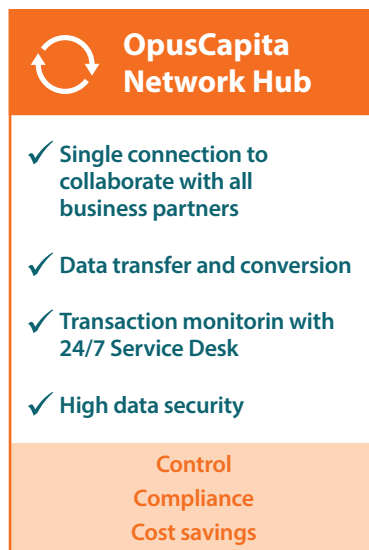 OpusCapita
Network Hub
Single connection to
collaborate with all
business partners
Data transfer and conversion
Transaction monitorin with
24/7 Service Desk
High data security
Control
Compliance
Cost savings